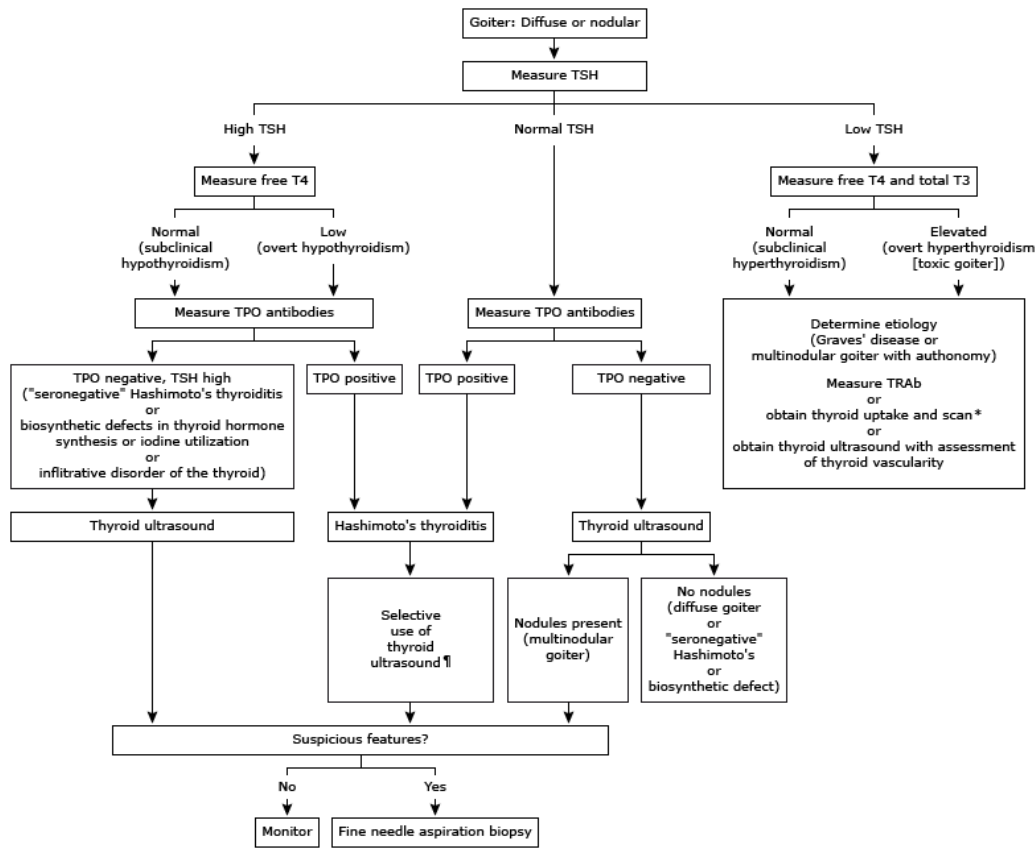 Goiter: Diffuse or nodular
Measure TSH
High TSH
Normal TSH
Low TSH
Measure free T4
Measure free T4 and total T3
Normal
(subclinical
hypothyroidism)
Low
(overt hypothyroidism)
Normal
(subclinical
hyperthyroidism)
Elevated
(overt hyperthyroidism
[toxic goiter])
Measure TPO antibodies
Measure TPO antibodies
Determine etiology
(Graves' disease or
multinodular goiter with authonomy)
Measure TRAb
or
obtain thyroid uptake and scan*
or
obtain thyroid ultrasound with assessment
of thyroid vascularity
TPO negative, TSH high
("seronegative" Hashimoto's thyroiditis
or
biosynthetic defects in thyroid hormone
synthesis or iodine utilization
or
inflitrative disorder of the thyroid)
TPO positive
TPO positive
TPO negative
Thyroid ultrasound
Hashimoto's thyroiditis
Thyroid ultrasound
Selective
use of
thyroid
ultrasound¶
Nodules present
(multinodular
goiter)
No nodules
(diffuse goiter
or
"seronegative"
Hashimoto's
or
biosynthetic defect)
Suspicious features?
No
Yes
Monitor
Fine needle aspiration biopsy